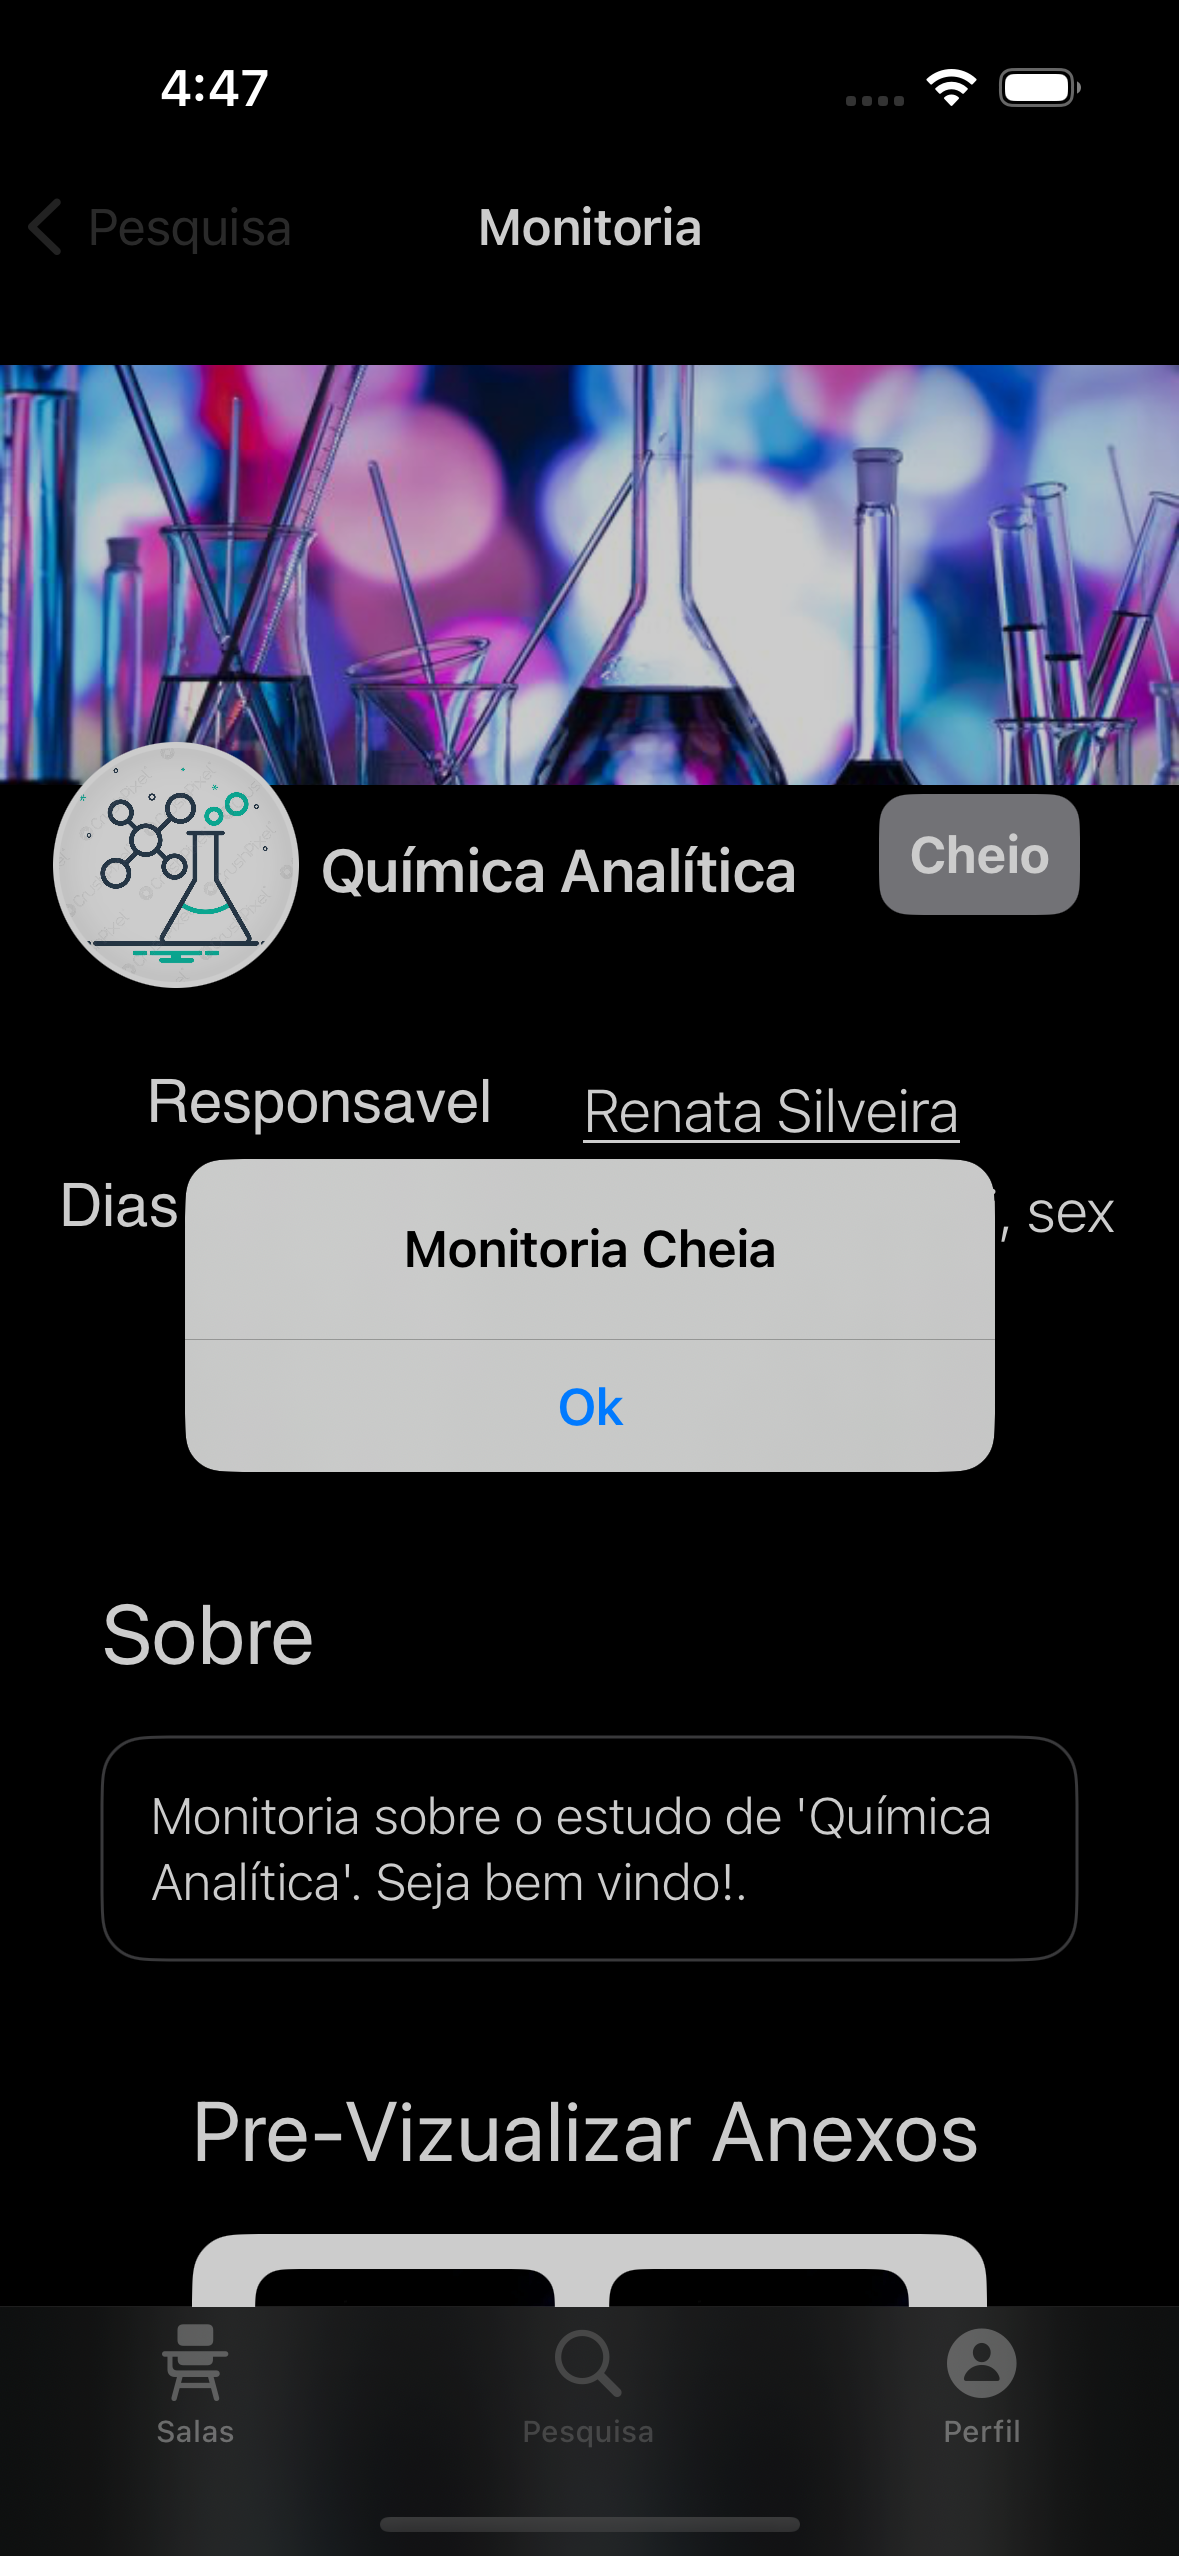 4:47
Pesquisa
Monitoria
Química Analítica
Cheio
Responsavel
Renata Silveira
Dias
, sex
Monitoria Cheia
Ok
Sobre
Monitoria sobre o estudo de 'Química
Analítica'. Seja bem vindo!.
Pre-Vizualizar Anexos
Salas
Pesquisa
Perfil